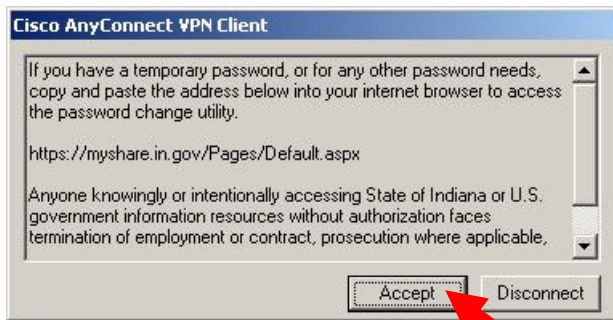 Cisco AnyConnect VPN Client
If you have a temporary password, or for any other password needs,
copy and paste the address below into your internet browser to access
the password change utility.
https://myshare.in.gov/Pages/Default.aspx
Anyone knowingly or intentionally accessing State of Indiana or U.S.
government information resources without authorization faces
termination of employment or contract, prosecution where applicable,
Accept Disconnect